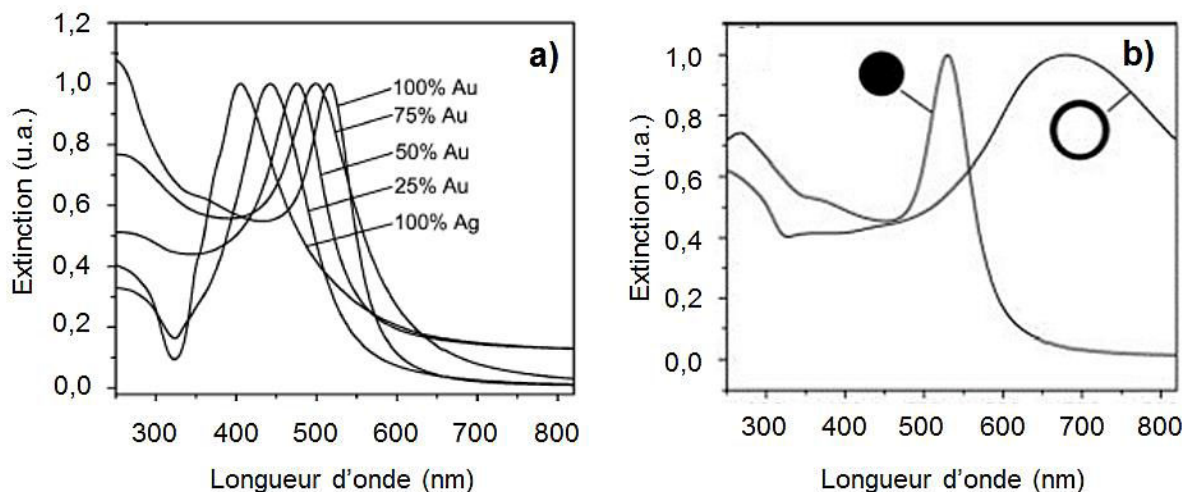 a)
Extinction (u.a.)
1,2
1,0
0,8
0,6
0,4
0,2
0,0
100% Au
75% Au
50% Au
25% Au
100% Ag
300 400 500 600 700 800
Longueur d'onde (nm)
b)
Extinction (u.a.)
1,0
0,8
0,6
0,4
0,2
0,0
300 400 500 600 700 800
Longueur d'onde (nm)